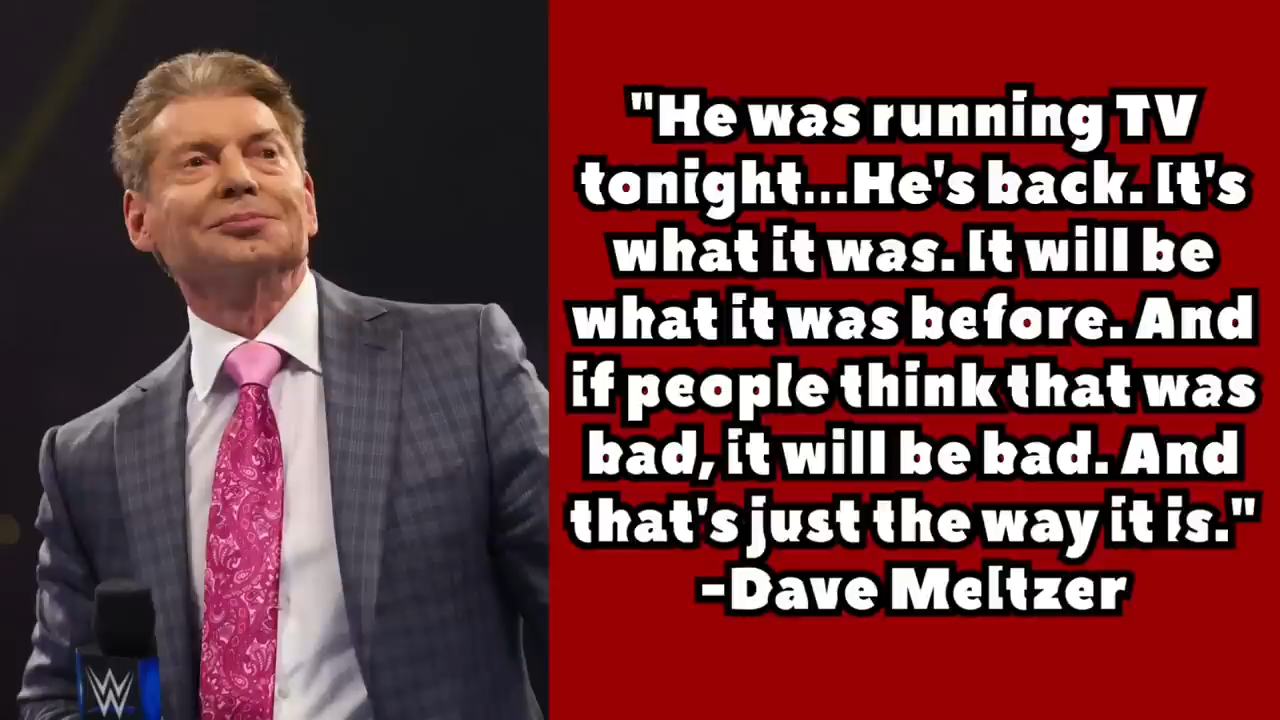 "He was running TV
tonight...He's back. It's
what it was. It will be
what it was before. And
if people think that was
bad, it will be bad. And
that's just the way it is."
-Dave Meltzer
W